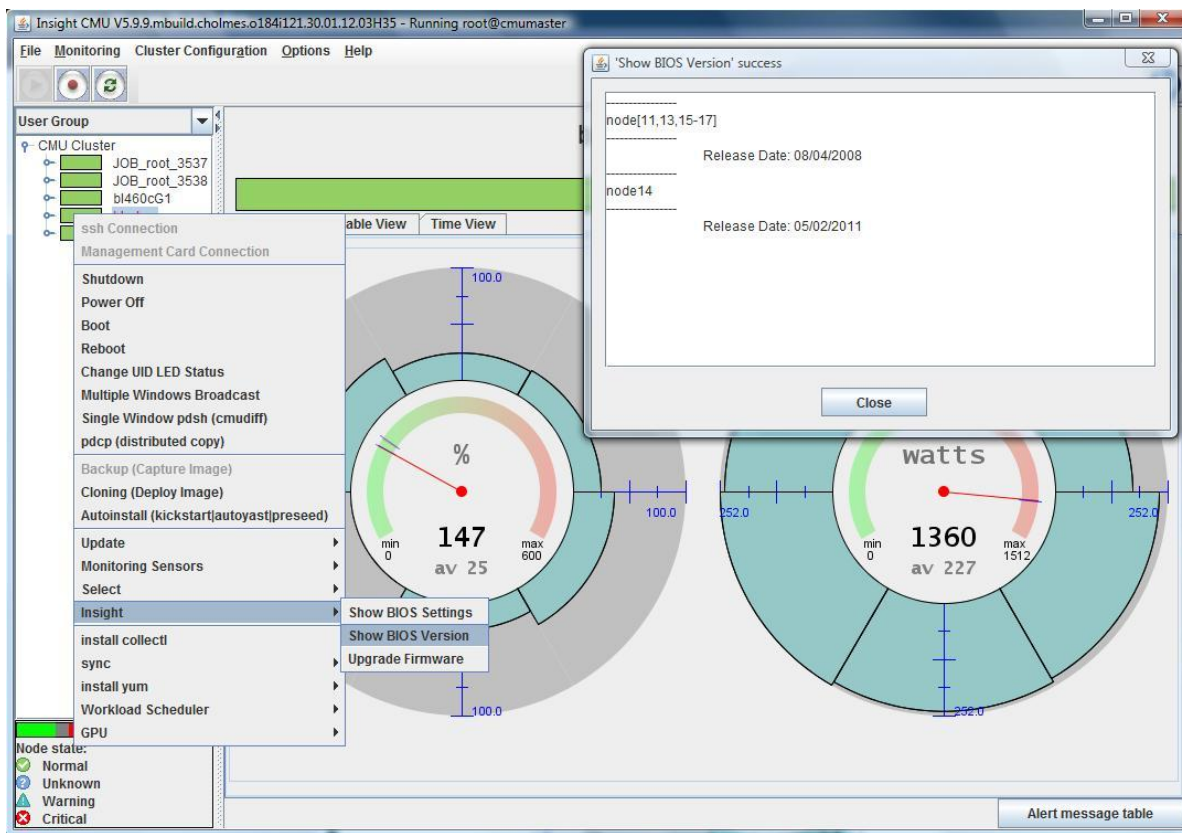 Insight CMU V5.9.9.mbuild.cholmes.o184i121.30.01.12.03H35 - Running root@cmumaster
File Monitoring Cluster Configuration Options Help
User Group
CMU Cluster
JOB_root_3537
JOB_root_3538
bl460cG1
ssh Connection
Management Card Connection
Shutdown
Power Off
Boot
Reboot
Change UID LED Status
Multiple Windows Broadcast
Single Window pdsh (cmudiff)
pdcp (distributed copy)
Backup (Capture Image)
Cloning (Deploy Image)
Autoinstall (kickstart|autoyast|preseed)
Update
Monitoring Sensors
Select
Insight
install collectl
sync
install yum
Workload Scheduler
GPU
Show BIOS Settings
Show BIOS Version
Upgrade Firmware
Node state:
Normal
Unknown
Warning
Critical
able View Time View
100.0
%
100.0
min
0
147
max
600
av 25
100.0
252.0
watts
252.0
min
0
1360
max
1512
av 227
252.0
'Show BIOS Version' success
----------------
node[11,13,15-17]
----------------
Release Date: 08/04/2008
----------------
node14
----------------
Release Date: 05/02/2011
Close
Alert message table